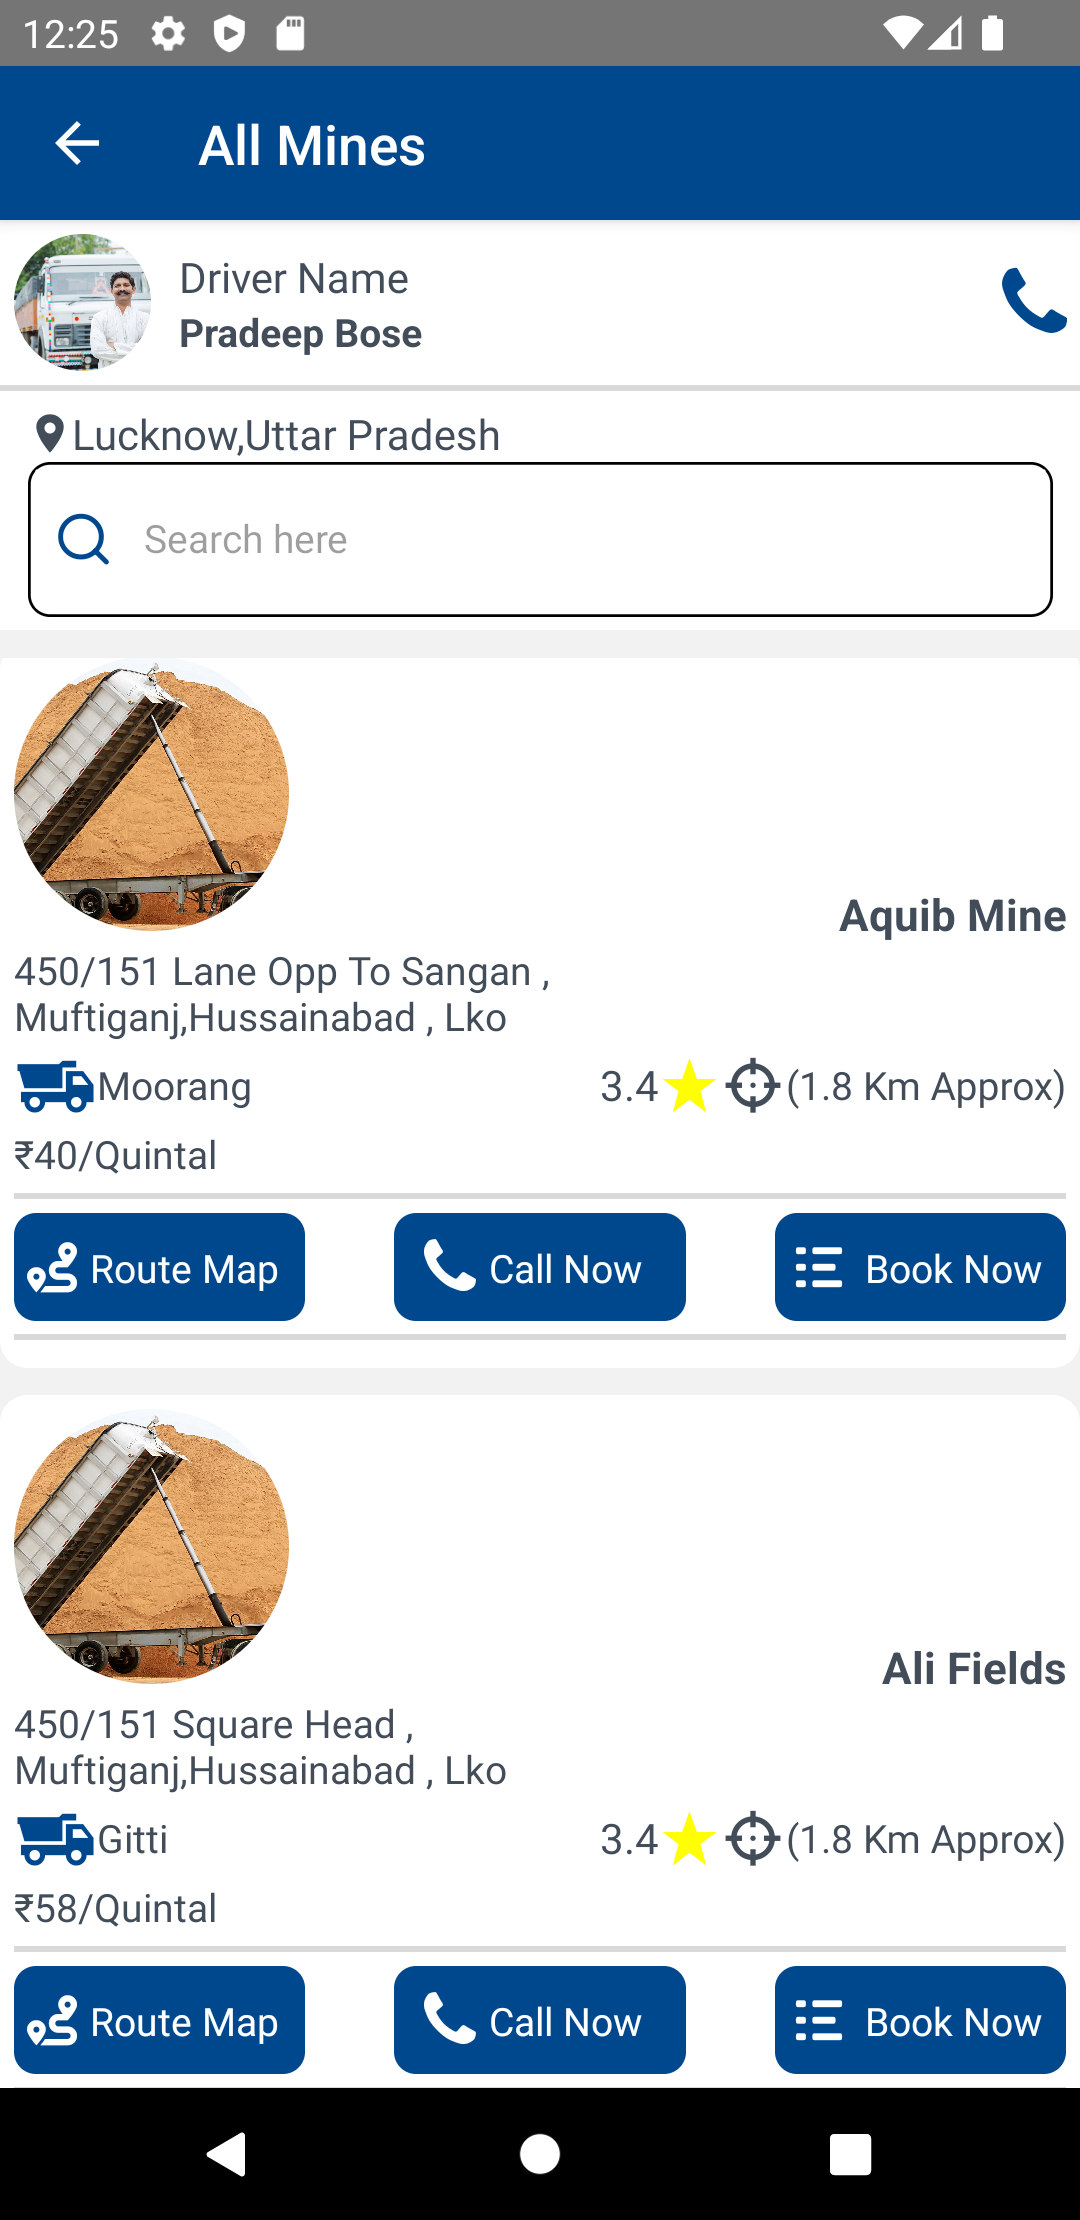 12:25
All Mines
Driver Name
Pradeep Bose
Lucknow,Uttar Pradesh
Search here
Aquib Mine
450/151 Lane Opp To Sangan ,
Muftiganj,Hussainabad , Lko
Moorang 3.4 (1.8 Km Approx)
₹40/Quintal
Route Map Call Now Book Now
Ali Fields
450/151 Square Head ,
Muftiganj,Hussainabad , Lko
Gitti 3.4 (1.8 Km Approx)
₹58/Quintal
Route Map Call Now Book Now